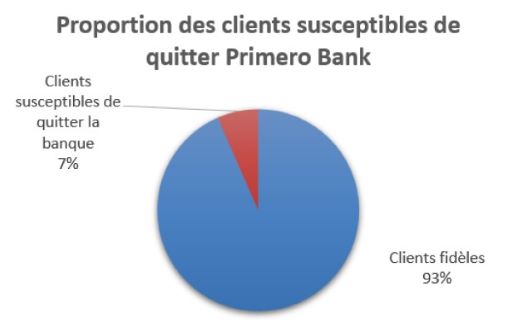 Proportion des clients susceptibles de
quitter Primero Bank
Clients
susceptibles de
quitter la
banque
7%
Clients fidèles
93%